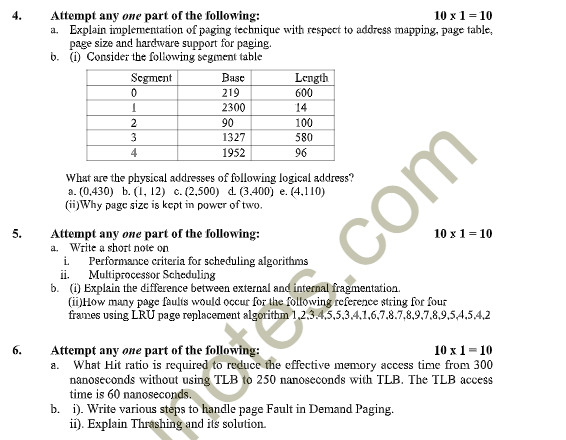 4. Attempt any one part of the following: 10 x 1 = 10
a. Explain implementation of paging technique with respect to address mapping, page table,
page size and hardware support for paging.
b. (i) Consider the following segment table
Segment Base Length
0 219 600
1 2300 14
2 90 100
3 1327 580
4 1952 96
What are the physical addresses of following logical address?
a. (0,430) b. (1, 12) c. (2,500) d. (3,400) e. (4,110)
(ii)Why page size is kept in power of two.
5. Attempt any one part of the following: 10 x 1 = 10
a. Write a short note on
i. Performance criteria for scheduling algorithms
ii. Multiprocessor Scheduling
b. (i) Explain the difference between external and internal fragmentation.
(ii)How many page faults would occur for the following reference string for four
frames using LRU page replacement algorithm 1,2,3,4,5,5,3,4,1,6,7,8,7,8,9,7,8,9,5,4,5,4,2
6. Attempt any one part of the following: 10 x 1 = 10
a. What Hit ratio is required to reduce the effective memory access time from 300
nanoseconds without using TLB to 250 nanoseconds with TLB. The TLB access
time is 60 nanoseconds.
b. i). Write various steps to handle page Fault in Demand Paging.
ii). Explain Thrashing and its solution.
notes.com